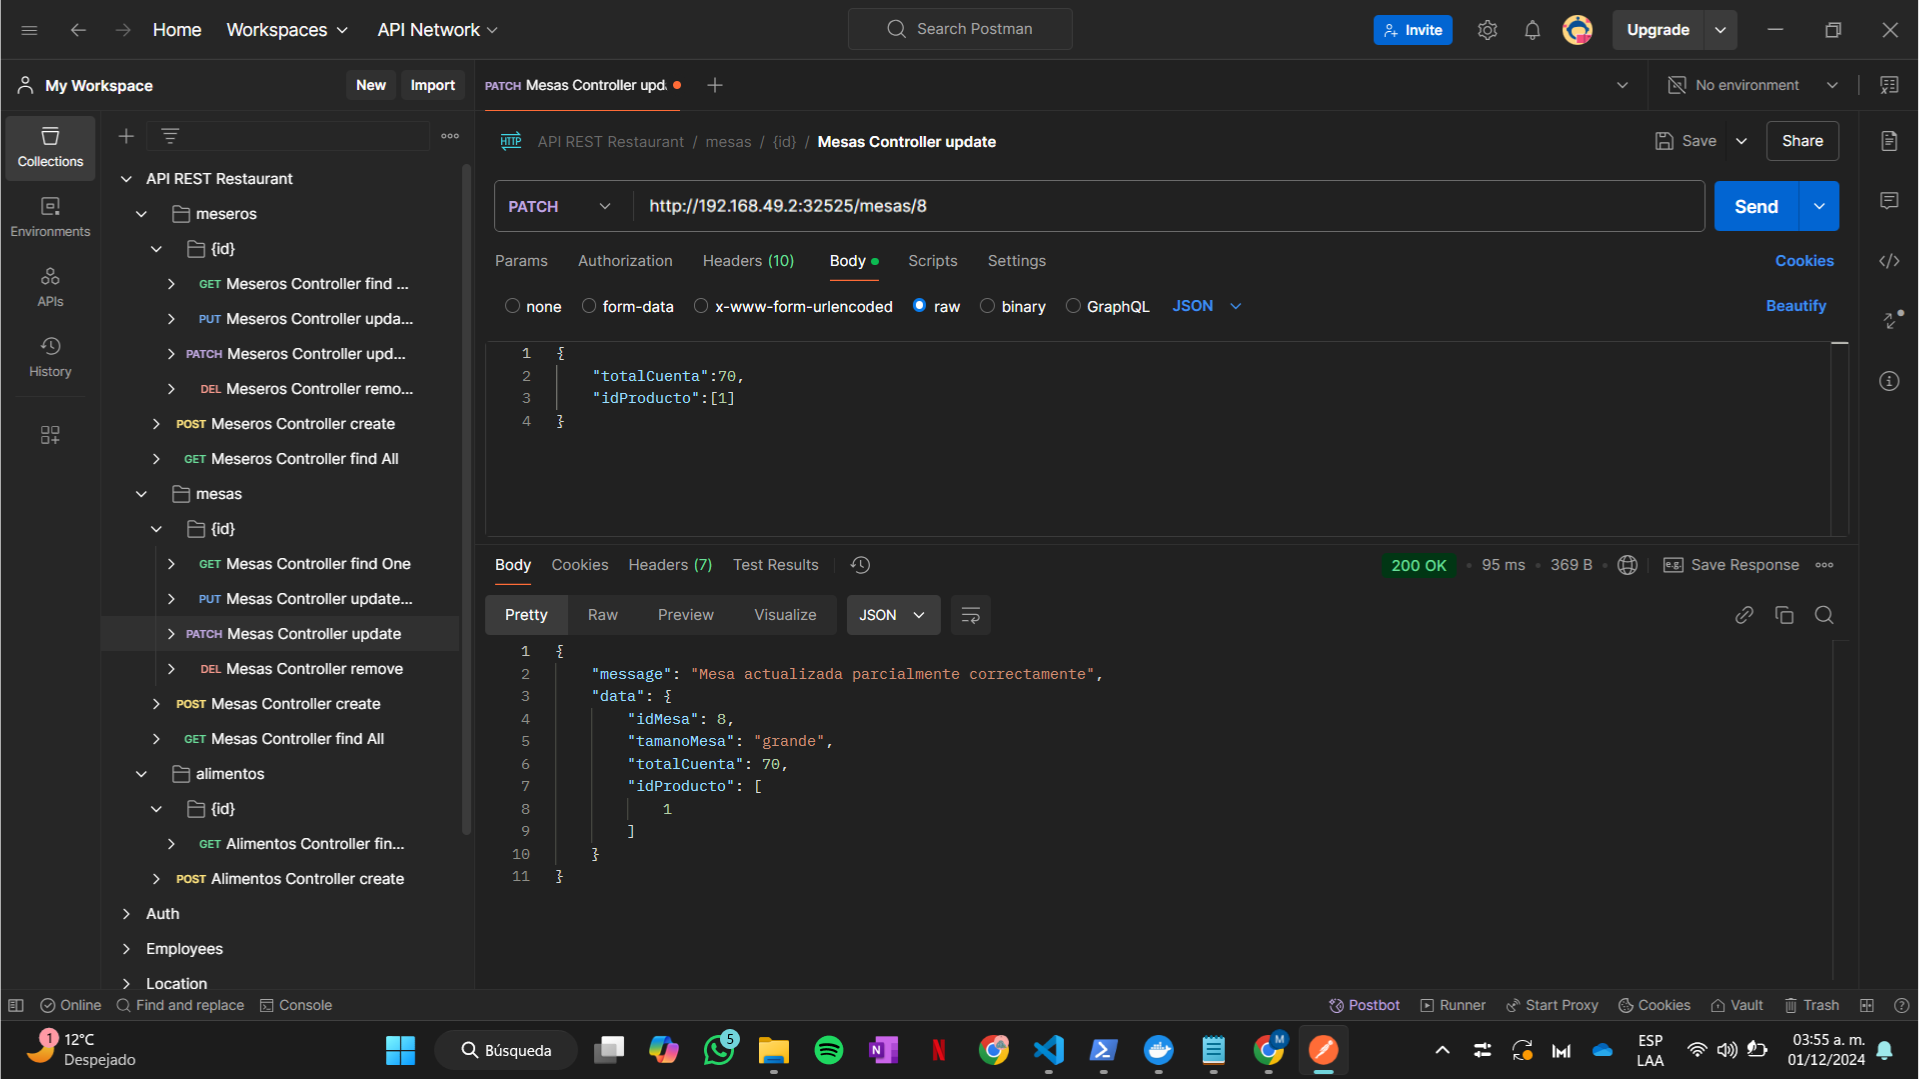 Home Workspaces API Network Search Postman Invite Upgrade
My Workspace New Import PATCH Mesas Controller upd. No environment
Collections
Environments
APIs
History
API REST Restaurant
meseros
{id}
GET Meseros Controller find ...
PUT Meseros Controller upda...
PATCH Meseros Controller upd...
DEL Meseros Controller remo...
POST Meseros Controller create
GET Meseros Controller find All
mesas
{id}
GET Mesas Controller find One
PUT Mesas Controller update...
PATCH Mesas Controller update
DEL Mesas Controller remove
POST Mesas Controller create
GET Mesas Controller find All
alimentos
{id}
GET Alimentos Controller fin...
POST Alimentos Controller create
Auth
Employees
Location
HTTP API REST Restaurant / mesas / {id} / Mesas Controller update Save Share
PATCH http://192.168.49.2:32525/mesas/8 Send
Params Authorization Headers (10) Body Scripts Settings Cookies
none form-data x-www-form-urlencoded raw binary GraphQL JSON Beautify
1 {
2 "totalCuenta":70,
3 "idProducto":[1]
4 }
Body Cookies Headers (7) Test Results 200 OK 95 ms 369 B e.g. Save Response
Pretty Raw Preview Visualize JSON
1 {
2 "message": "Mesa actualizada parcialmente correctamente",
3 "data": {
4 "idMesa": 8,
5 "tamanoMesa": "grande",
6 "totalCuenta": 70,
7 "idProducto": [
8 1
9 ]
10 }
11 }
Online Find and replace Console Postbot Runner Start Proxy Cookies Vault Trash
1 12°C
Despejado
Búsqueda
5
N
N
M
ESP
LAA
03:55 a. m.
01/12/2024